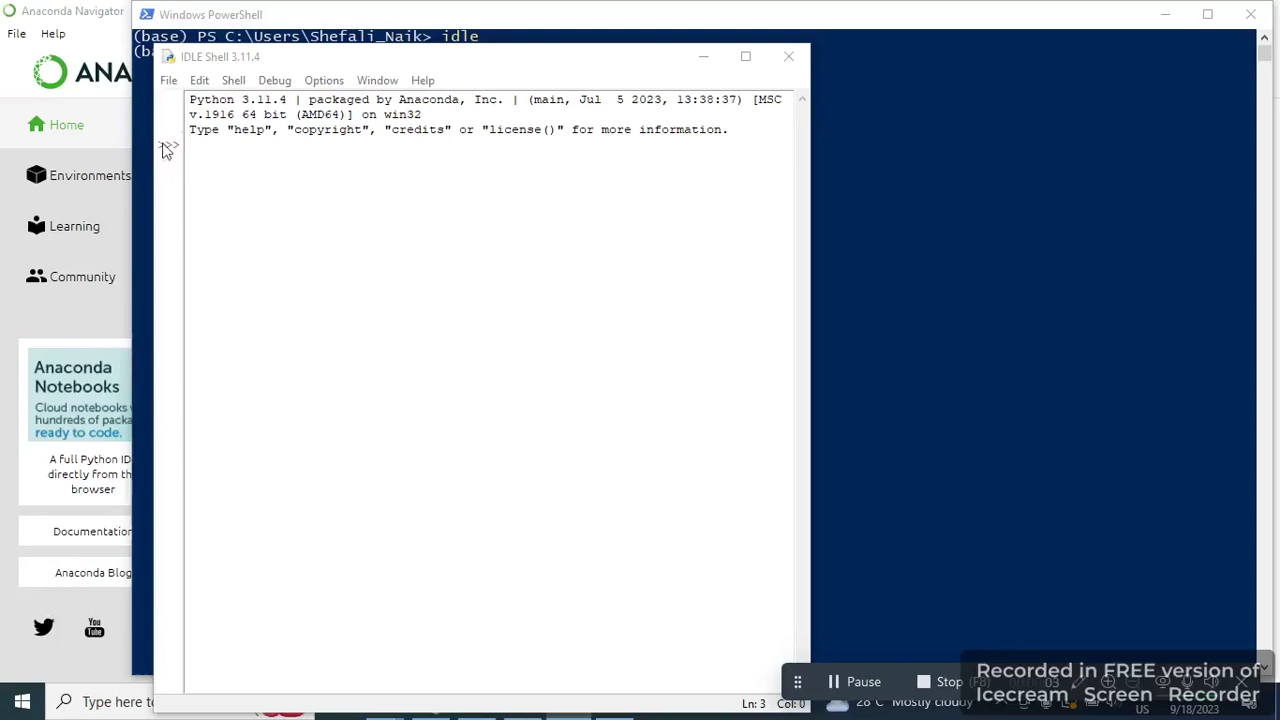 Anaconda Navigator
File Help
ANA
Home
Environments
Learning
Community
Anaconda
Notebooks
Cloud notebooks
hundreds of
ready to code.
A full Python
directly from
browser
Documentation
Anaconda Blog
Windows PowerShell
(base) PS C:\Users\Shefali_Naik> idle
(ba
IDLE Shell 3.11.4
File Edit Shell Debug Options Window Help
Python 3.11.4 | packaged by Anaconda, Inc. | (main, Jul  5 2023, 13:38:37) [MSC
v.1916 64 bit (AMD64)] on win32
Type "help", "copyright", "credits" or "license()" for more information.
>>>
Ln: 3 Col: 0
Pause Stop (F8)
Recorded in FREE version of
Icecream Screen Recorder
Type here
28° Mostly cloudy
US
9/18/2023